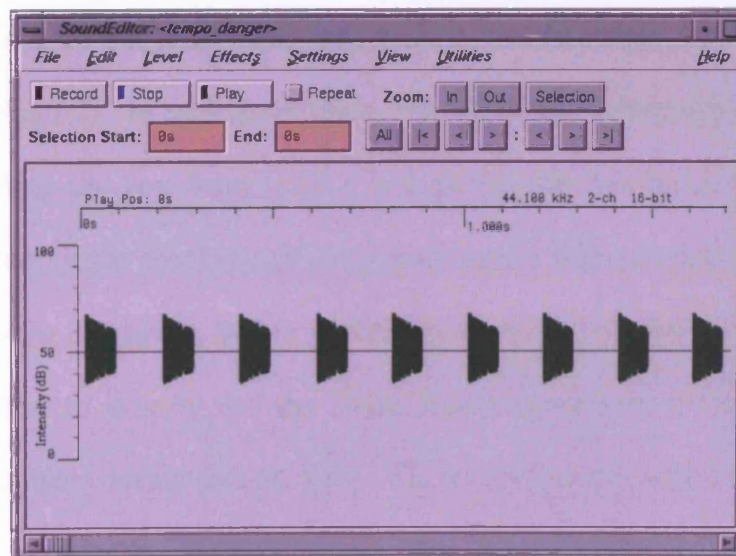 SoundEditor: <tempo_danger>
File Edit Level Effects Settings View Utilities Help
Record Stop Play Repeat Zoom: In Out Selection
Selection Start: 0s End: 0s All |< < > : < > >|
Play Pos: 0s 44.100 kHz 2-ch 16-bit
0s 1.000s
100
50
0
Intensity (dB)